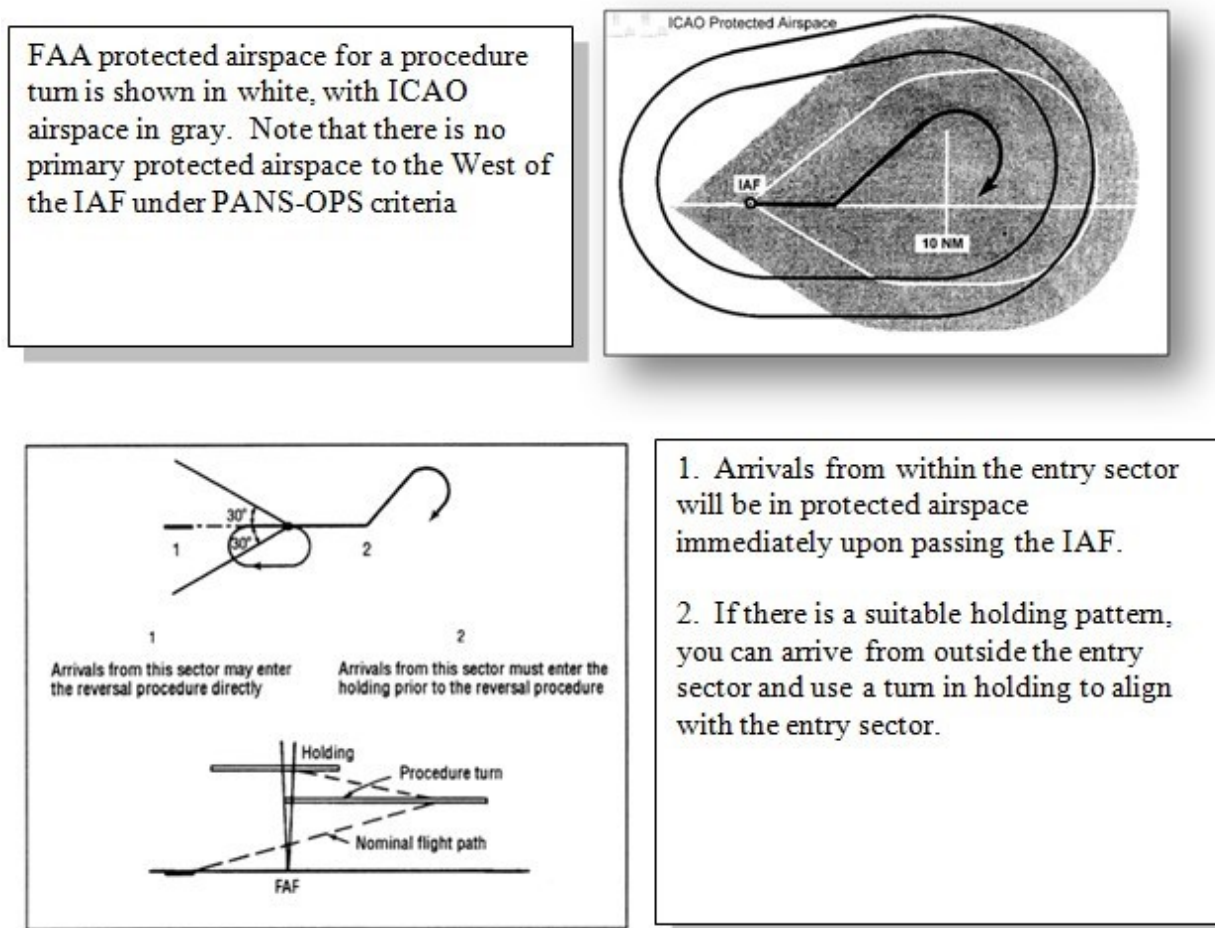 FAA protected airspace for a procedure
turn is shown in white, with ICAO
airspace in gray.  Note that there is no
primary protected airspace to the West of
the IAF under PANS-OPS criteria
ICAO Protected Airspace
IAF
10 NM
30°
30°
1
2
1
2
Arrivals from this sector may enter
the reversal procedure directly
Arrivals from this sector must enter the
holding prior to the reversal procedure
Holding
Procedure turn
Nominal flight path
FAF
1.  Arrivals from within the entry sector
will be in protected airspace
immediately upon passing the IAF.
2.  If there is a suitable holding pattern,
you can arrive from outside the entry
sector and use a turn in holding to align
with the entry sector.